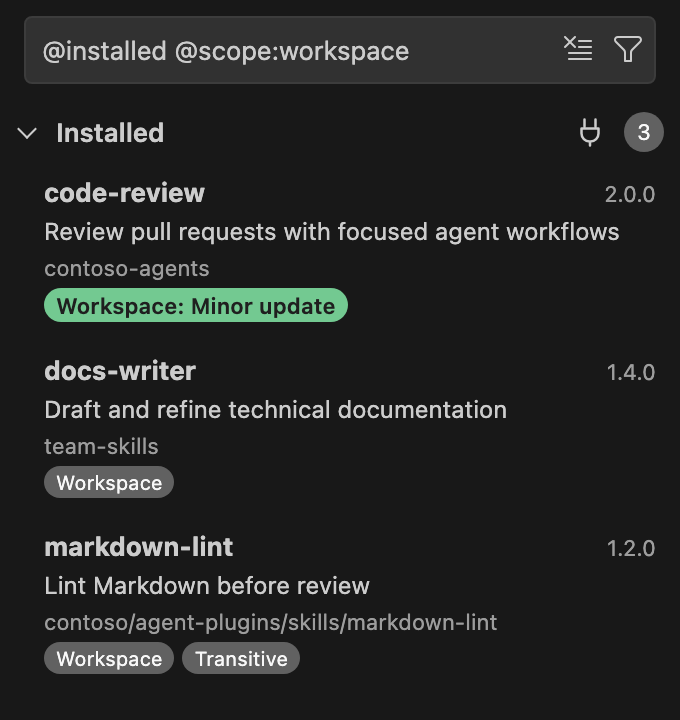 @installed @scope:workspace
Installed 3
code-review 2.0.0
Review pull requests with focused agent workflows
contoso-agents
Workspace: Minor update
docs-writer 1.4.0
Draft and refine technical documentation
team-skills
Workspace
markdown-lint 1.2.0
Lint Markdown before review
contoso/agent-plugins/skills/markdown-lint
Workspace Transitive